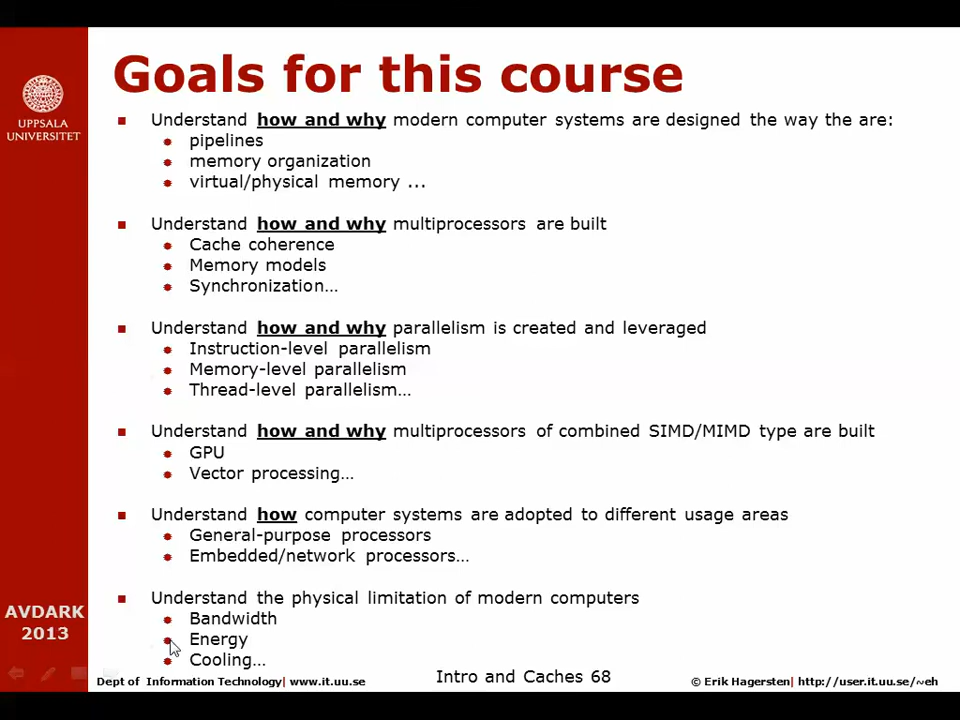 Goals for this course
UPPSALA
UNIVERSITET
Understand how and why modern computer systems are designed the way the are:
pipelines
memory organization
virtual/physical memory ...
Understand how and why multiprocessors are built
Cache coherence
Memory models
Synchronization…
Understand how and why parallelism is created and leveraged
Instruction-level parallelism
Memory-level parallelism
Thread-level parallelism…
Understand how and why multiprocessors of combined SIMD/MIMD type are built
GPU
Vector processing…
Understand how computer systems are adopted to different usage areas
General-purpose processors
Embedded/network processors…
Understand the physical limitation of modern computers
Bandwidth
Energy
Cooling…
AVDARK
2013
Dept of Information Technology| www.it.uu.se
Intro and Caches 68
© Erik Hagersten| http://user.it.uu.se/~eh